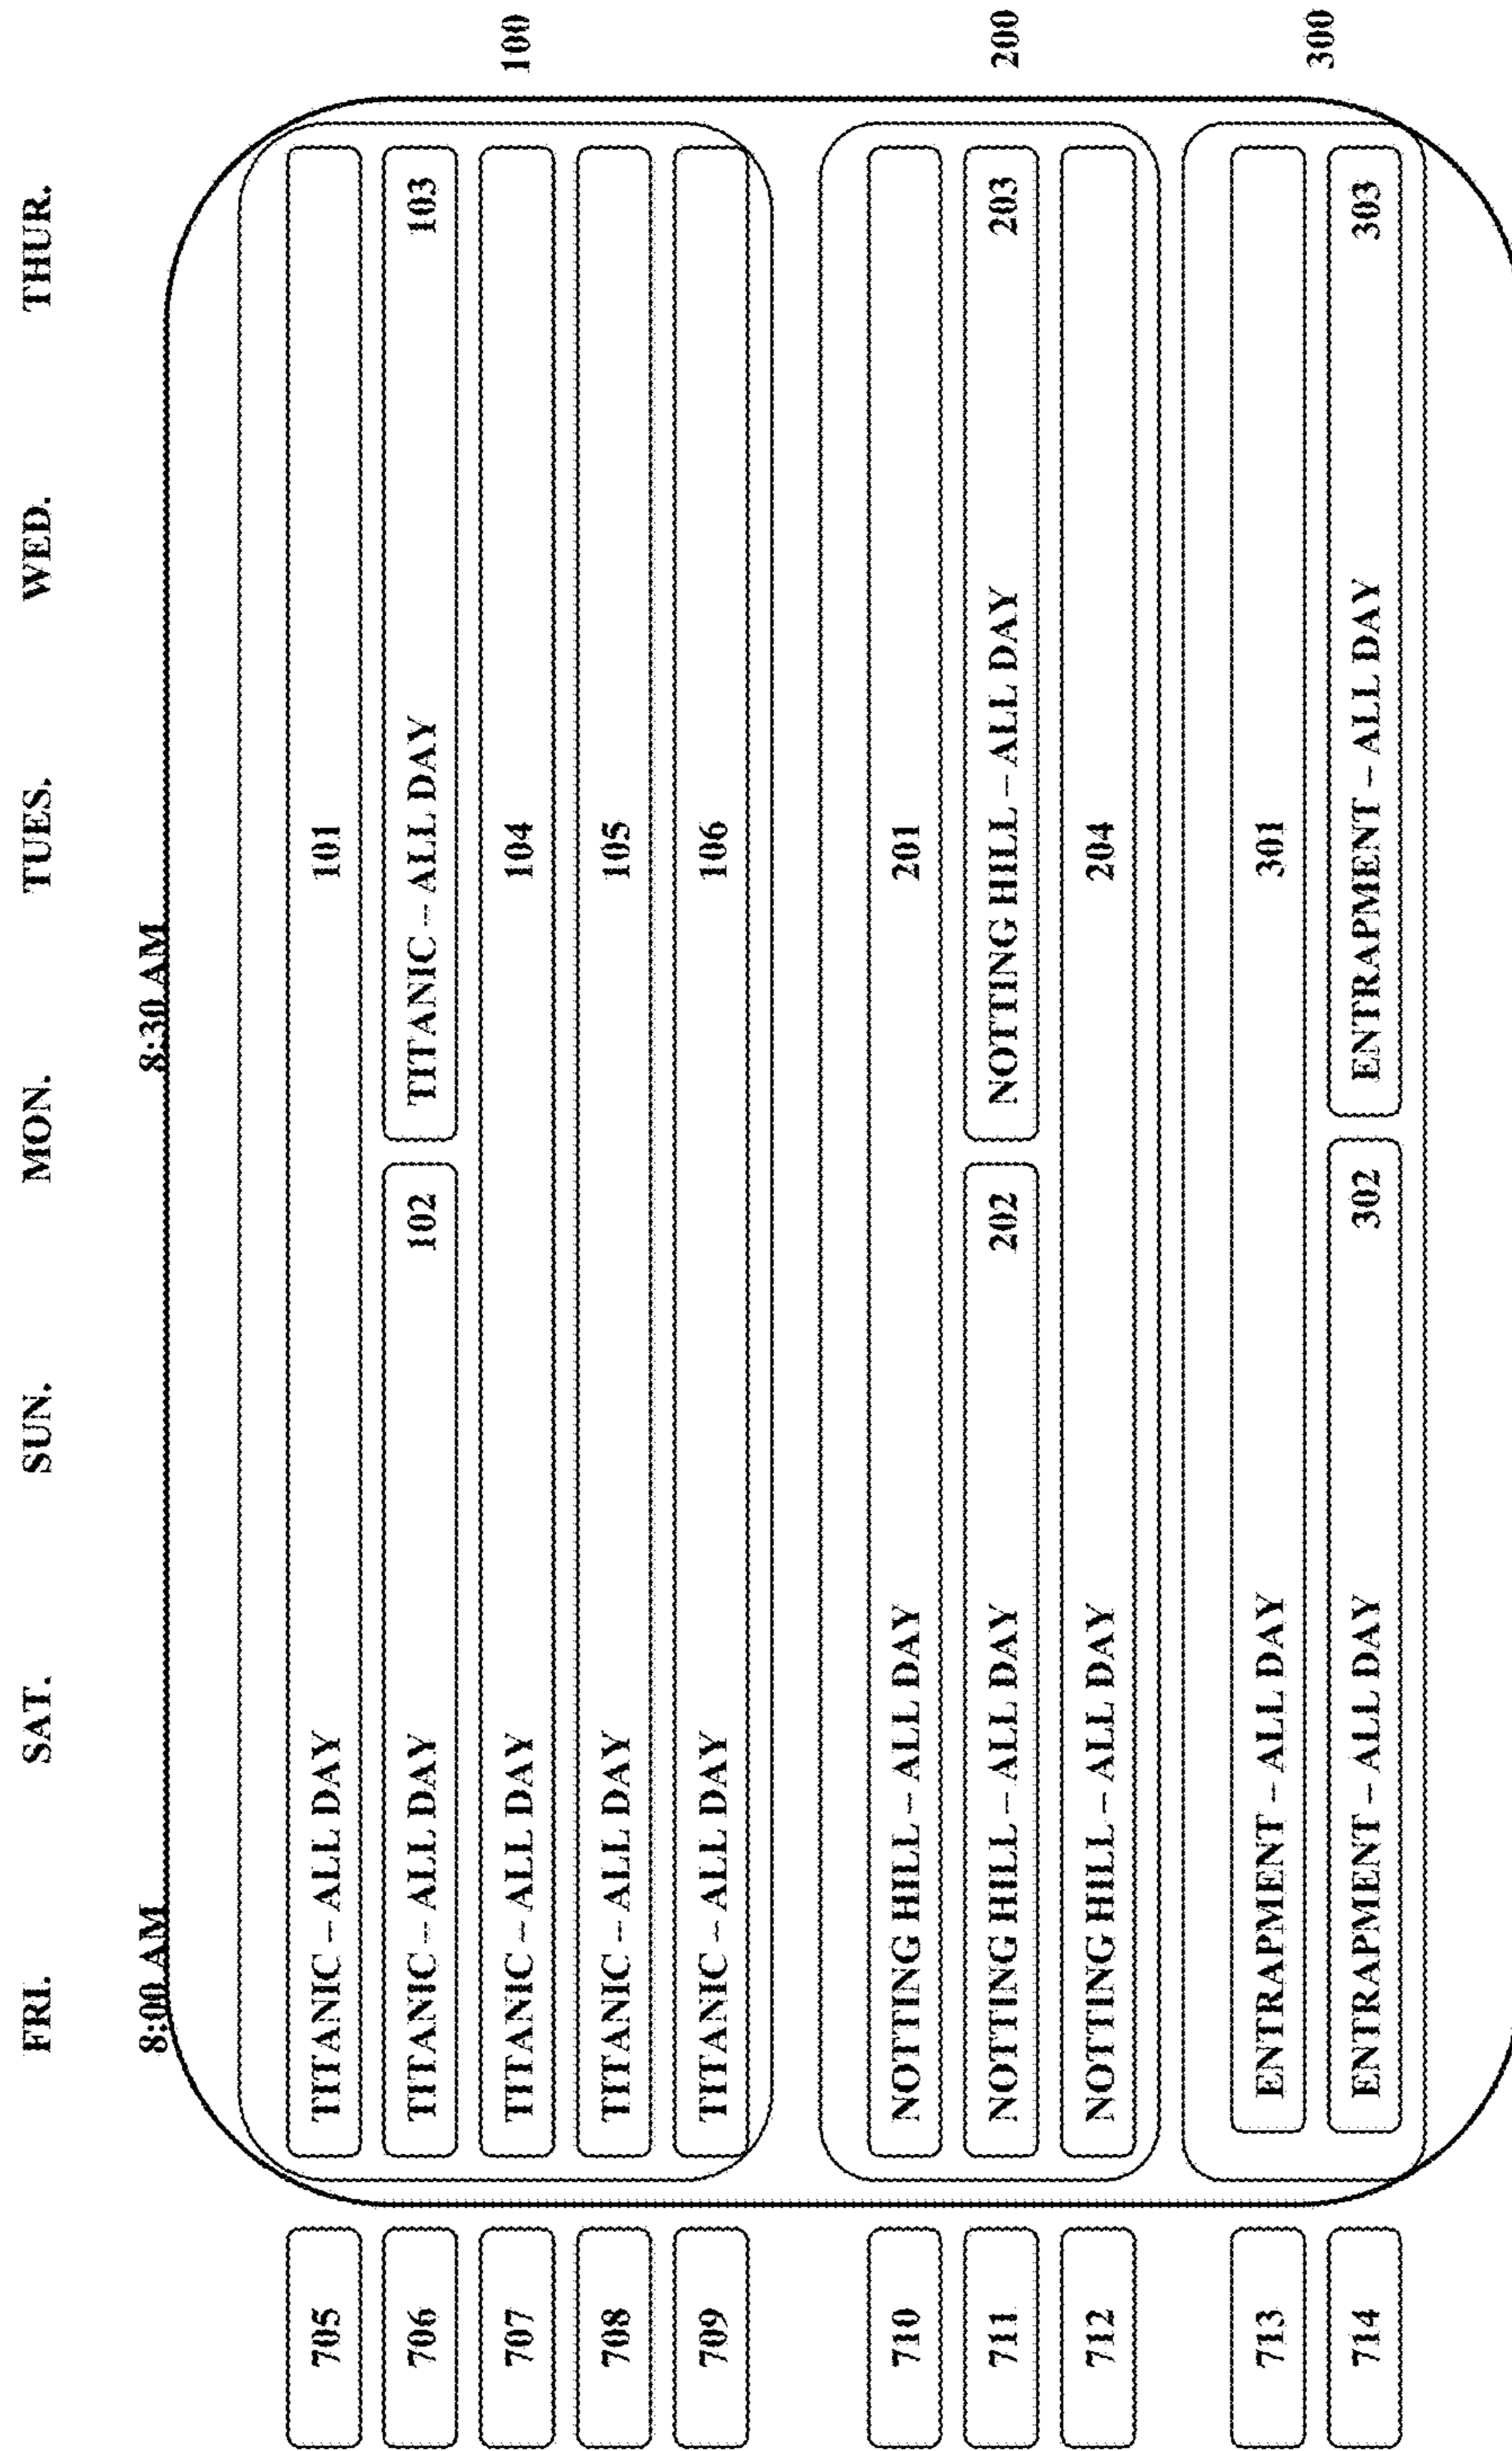 FRI. SAT. SUN. MON. TUES. WED. THUR.
8:00 AM 8:30 AM
705 TITANIC – ALL DAY 101
706 TITANIC – ALL DAY 102 TITANIC – ALL DAY 103
707 TITANIC – ALL DAY 104
100
708 TITANIC – ALL DAY 105
709 TITANIC – ALL DAY 106
710 NOTTING HILL – ALL DAY 201
711 NOTTING HILL – ALL DAY 202 NOTTING HILL – ALL DAY 203
200
712 NOTTING HILL – ALL DAY 204
713 ENTRAPMENT – ALL DAY 301
300
714 ENTRAPMENT – ALL DAY 302 ENTRAPMENT – ALL DAY 303